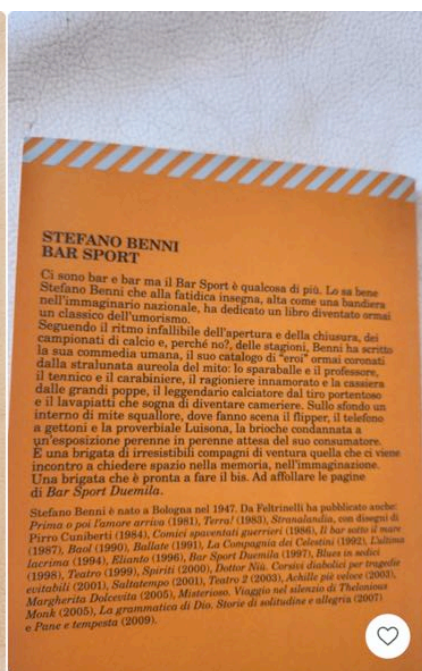 STEFANO BENNI
BAR SPORT
Ci sono bar e bar ma il Bar Sport è qualcosa di più. Lo sa bene
Stefano Benni che alla fatidica insegna, alta come una bandiera
nell'immaginario nazionale, ha dedicato un libro diventato ormai
un classico dell'umorismo.
Seguendo il ritmo infallibile dell'apertura e della chiusura, dei
campionati di calcio e, perché no?, delle stagioni, Benni ha scritto
la sua commedia umana, il suo catalogo di "eroi" ormai coronati
dalla stralunata aureola del mito: lo sparaballe e il professore,
il tennico e il carabiniere, il ragioniere innamorato e la cassiera
dalle grandi poppe, il leggendario calciatore dal tiro portentoso
e il lavapiatti che sogna di diventare cameriere. Sullo sfondo un
interno di mite squallore, dove fanno scena il flipper, il telefono
a gettoni e la proverbiale Luisona, la brioche condannata a
un'esposizione perenne in perenne attesa del suo consumatore.
È una brigata di irresistibili compagni di ventura quella che ci viene
incontro a chiedere spazio nella memoria, nell'immaginazione.
Una brigata che è pronta a fare il bis. Ad affollare le pagine
di Bar Sport Duemila.
Stefano Benni è nato a Bologna nel 1947. Da Feltrinelli ha pubblicato anche:
Prima o poi l'amore arriva (1981), Terra! (1983), Stranalandia, con disegni di
Pirro Cuniberti (1984), Comici spaventati guerrieri (1986), Il bar sotto il mare
(1987), Baol (1990), Ballate (1991), La Compagnia dei Celestini (1992), L'ultima
lacrima (1994), Elianto (1996), Bar Sport Duemila (1997), Blues in sedici
(1998), Teatro (1999), Spiriti (2000), Dottor Niù. Corsivi diabolici per tragedie
evitabili (2001), Saltatempo (2001), Teatro 2 (2003), Achille piè veloce (2003),
Margherita Dolcevita (2005), Misterioso. Viaggio nel silenzio di Thelonious
Monk (2005), La grammatica di Dio. Storie di solitudine e allegria (2007)
e Pane e tempesta (2009).